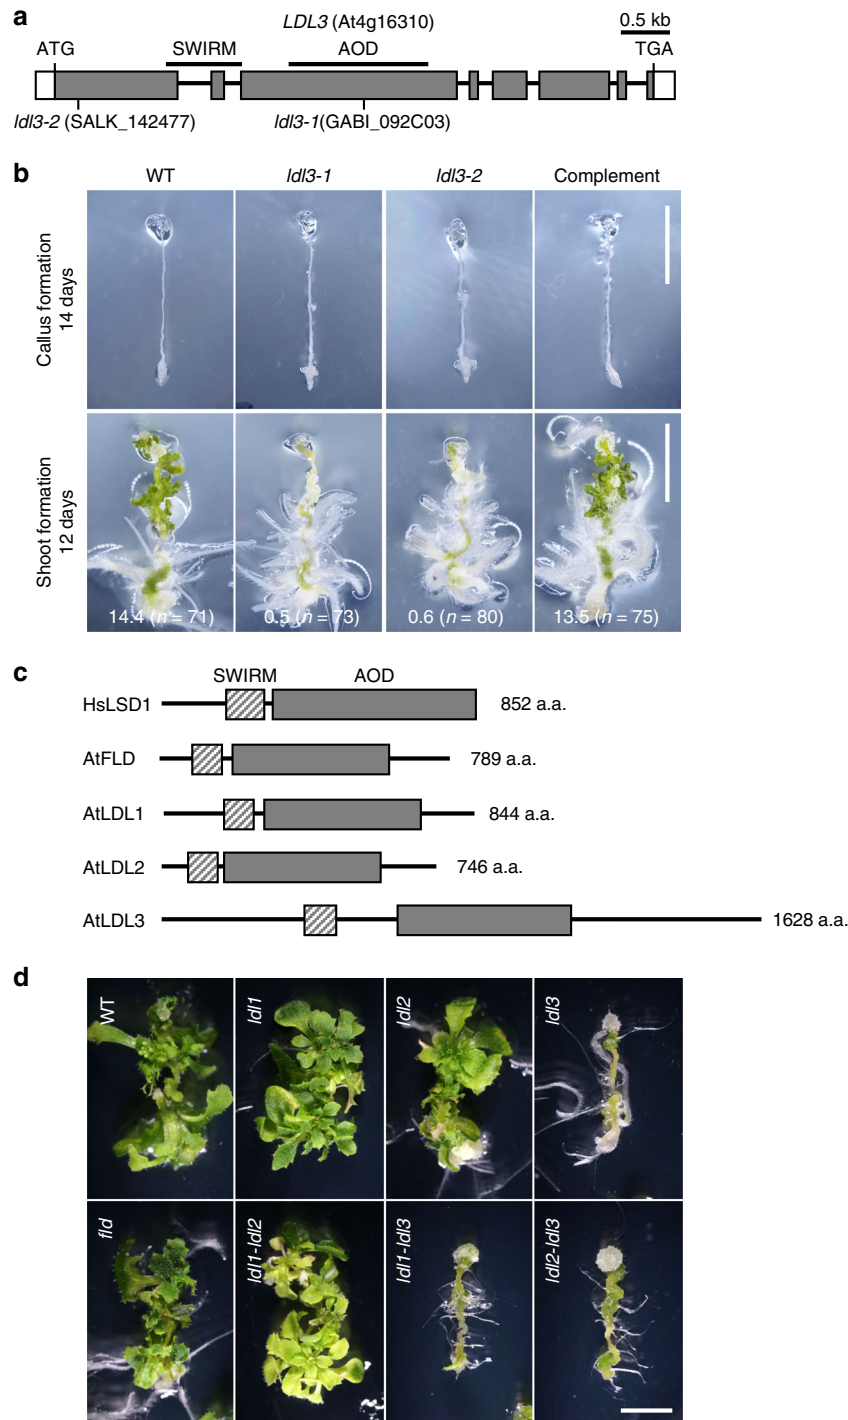 a
LDL3 (At4g16310)
0.5 kb
ATG
SWIRM
AOD
TGA
ldl3-2 (SALK_142477)
ldl3-1(GABI_092C03)
b
WT
ldl3-1
ldl3-2
Complement
Callus formation
14 days
Shoot formation
12 days
14.4 (n = 71)
0.5 (n = 73)
0.6 (n = 80)
13.5 (n = 75)
c
SWIRM
AOD
HsLSD1
852 a.a.
AtFLD
789 a.a.
AtLDL1
844 a.a.
AtLDL2
746 a.a.
AtLDL3
1628 a.a.
d
WT
ldl1
ldl2
ldl3
fld
ldl1-ldl2
ldl1-ldl3
ldl2-ldl3